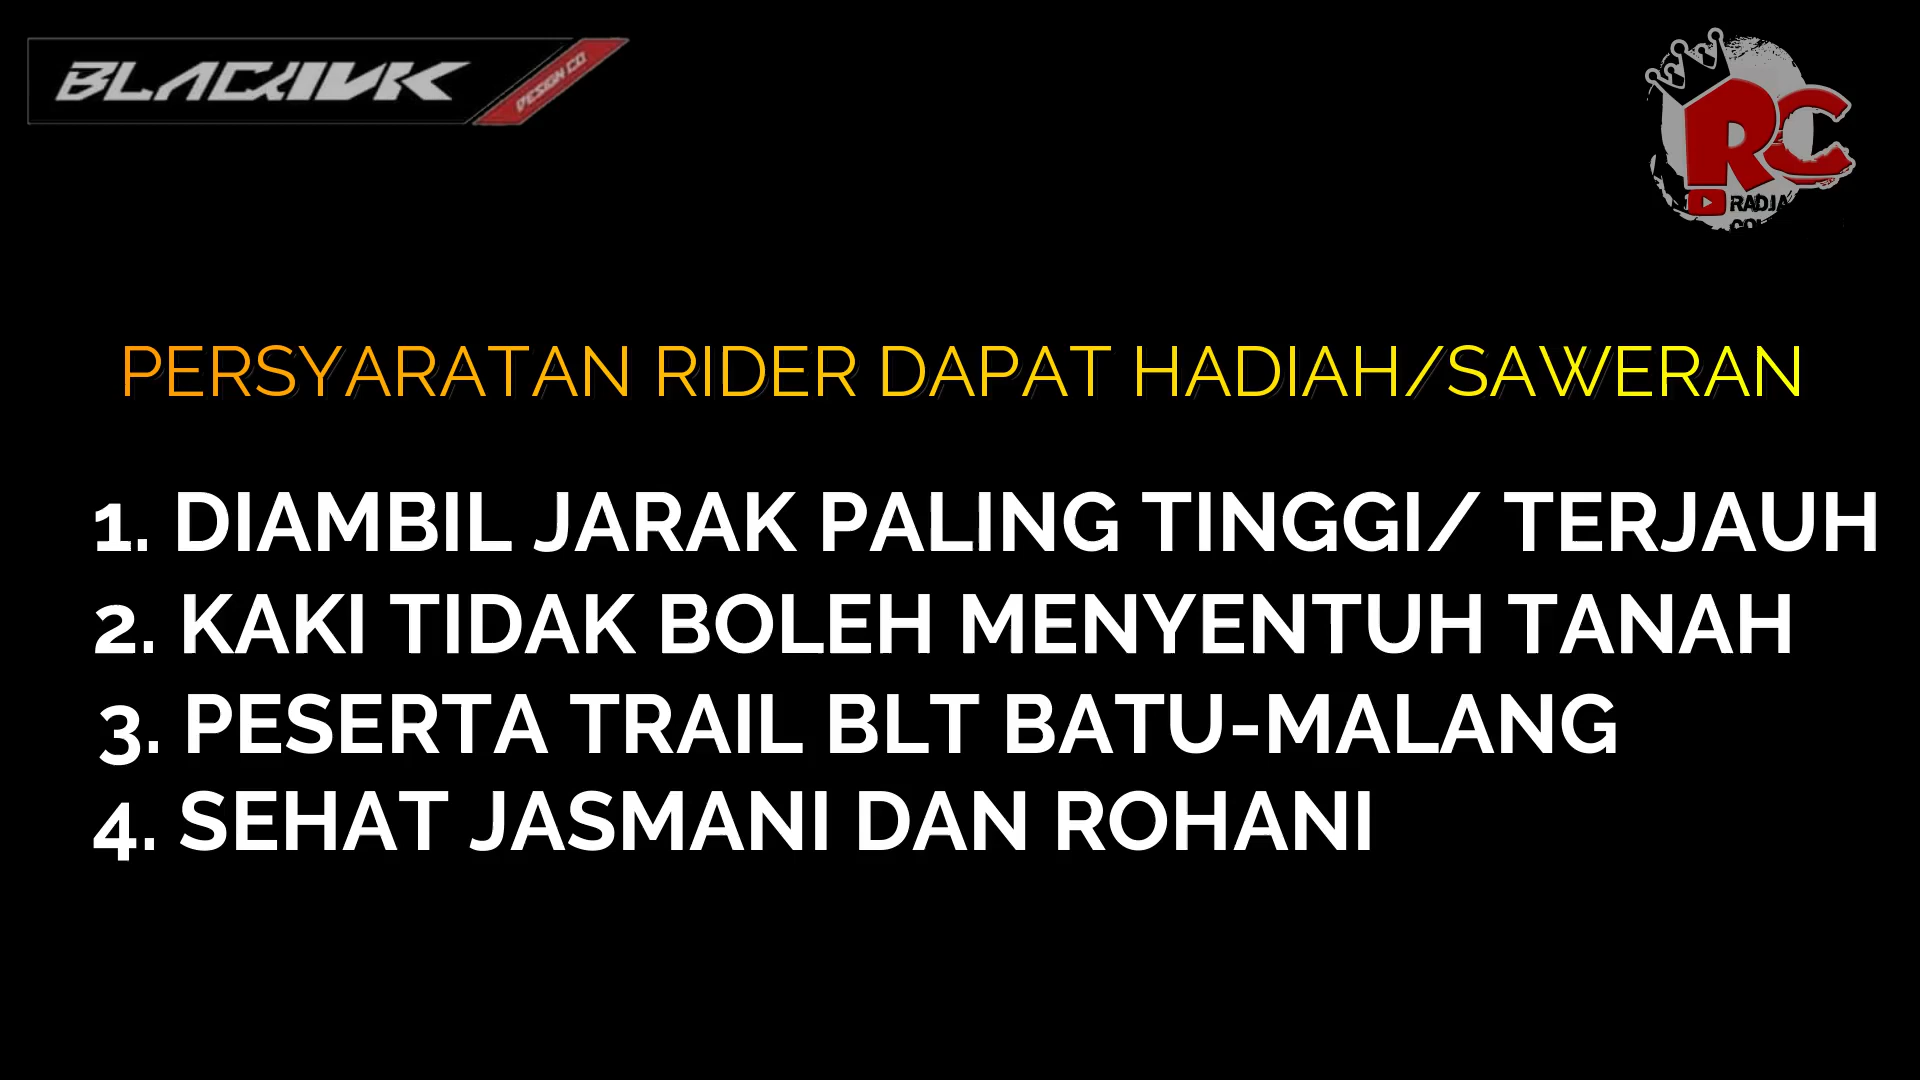 BLACKINK
DESIGN CO
RC
RADJA
PERSYARATAN RIDER DAPAT HADIAH/SAWERAN
1. DIAMBIL JARAK PALING TINGGI/ TERJAUH
2. KAKI TIDAK BOLEH MENYENTUH TANAH
3. PESERTA TRAIL BLT BATU-MALANG
4. SEHAT JASMANI DAN ROHANI